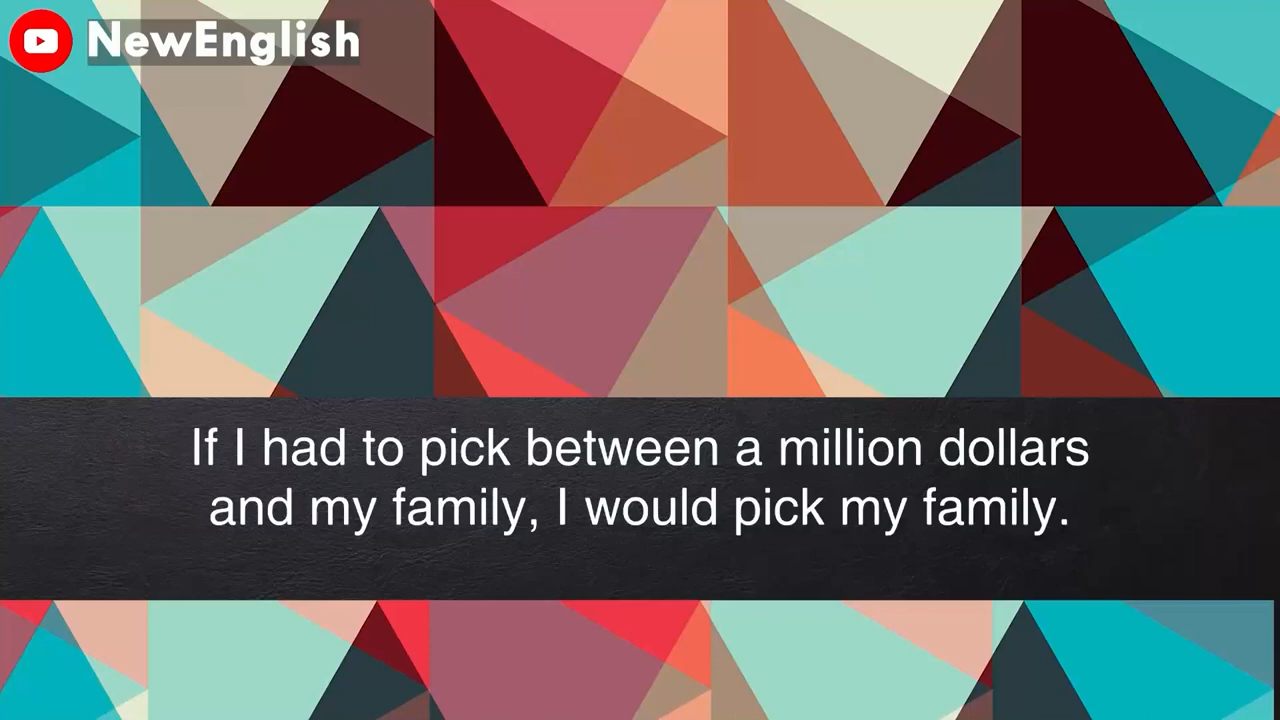 NewEnglish
If I had to pick between a million dollars
and my family, I would pick my family.